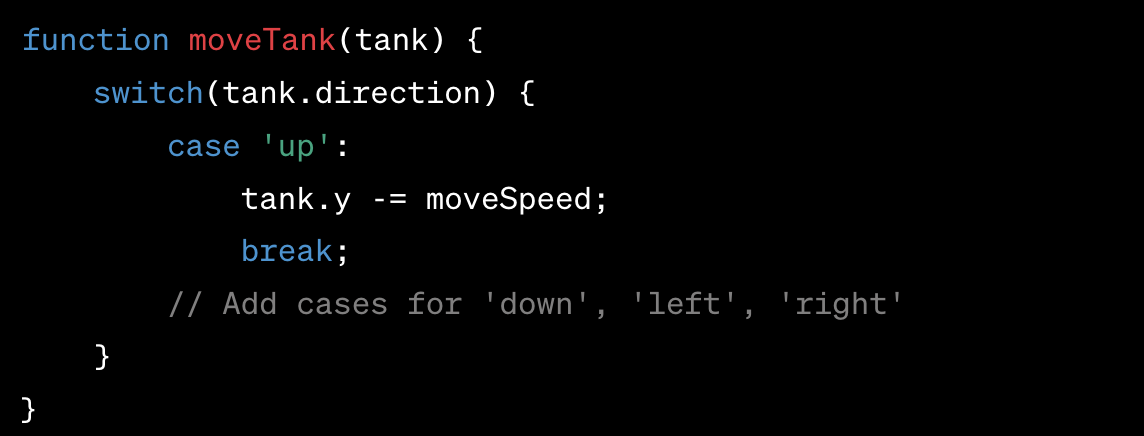 function moveTank(tank) {
    switch(tank.direction) {
        case 'up':
            tank.y -= moveSpeed;
            break;
        // Add cases for 'down', 'left', 'right'
    }
}